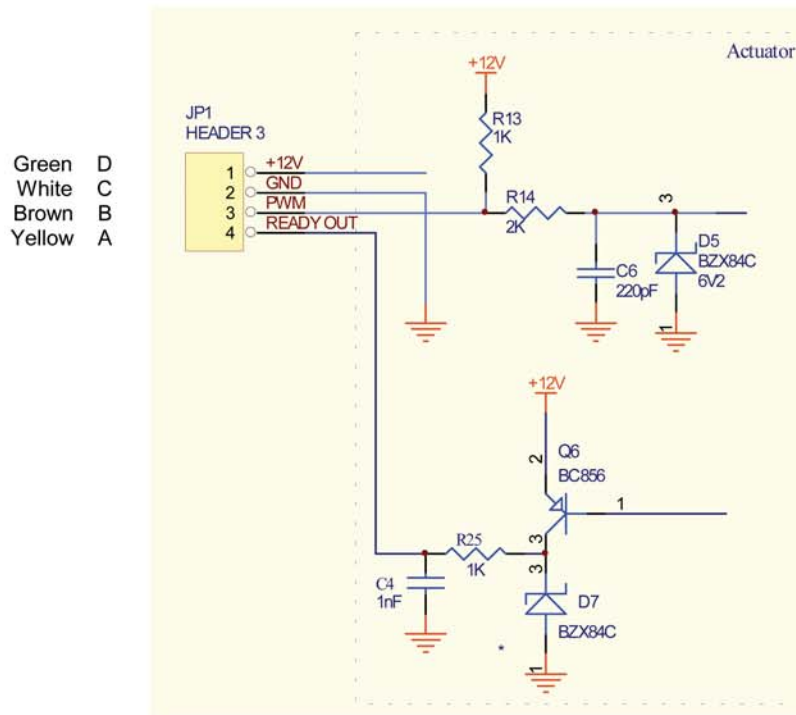 Actuator
+12V
JP1
HEADER 3
R13
1K
Green D
White C
Brown B
Yellow A
1 +12V
2 GND
3 PWM
4 READY OUT
R14
2K
3
D5
BZX84C
6V2
C6
220pF
1
+12V
2
Q6
BC856
1
3
R25
1K
3
C4
1nF
D7
BZX84C
*
1